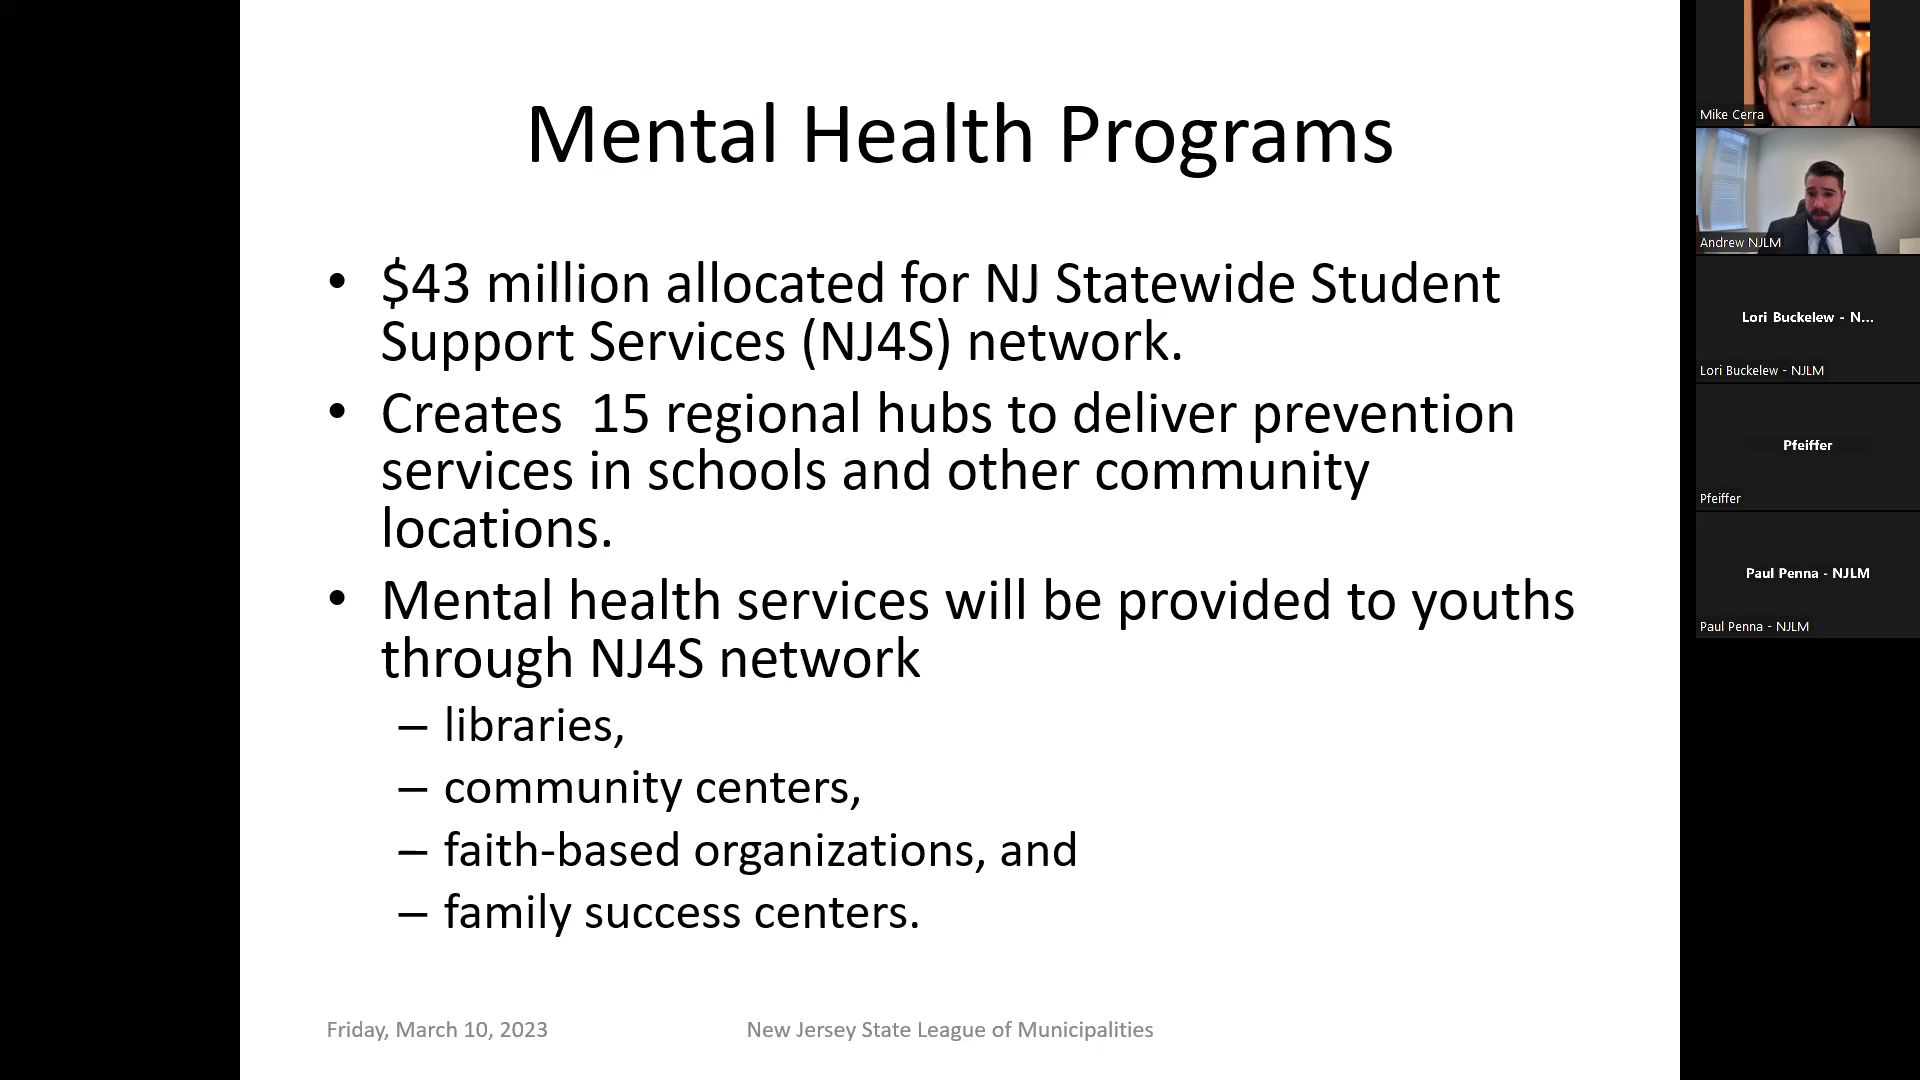 Mental Health Programs
• $43 million allocated for NJ Statewide Student
Support Services (NJ4S) network.
• Creates  15 regional hubs to deliver prevention
services in schools and other community
locations.
• Mental health services will be provided to youths
through NJ4S network
– libraries,
– community centers,
– faith-based organizations, and
– family success centers.
Friday, March 10, 2023
New Jersey State League of Municipalities
Mike Cerra
Andrew NJLM
Lori Buckelew - N...
Lori Buckelew - NJLM
Pfeiffer
Pfeiffer
Paul Penna - NJLM
Paul Penna - NJLM